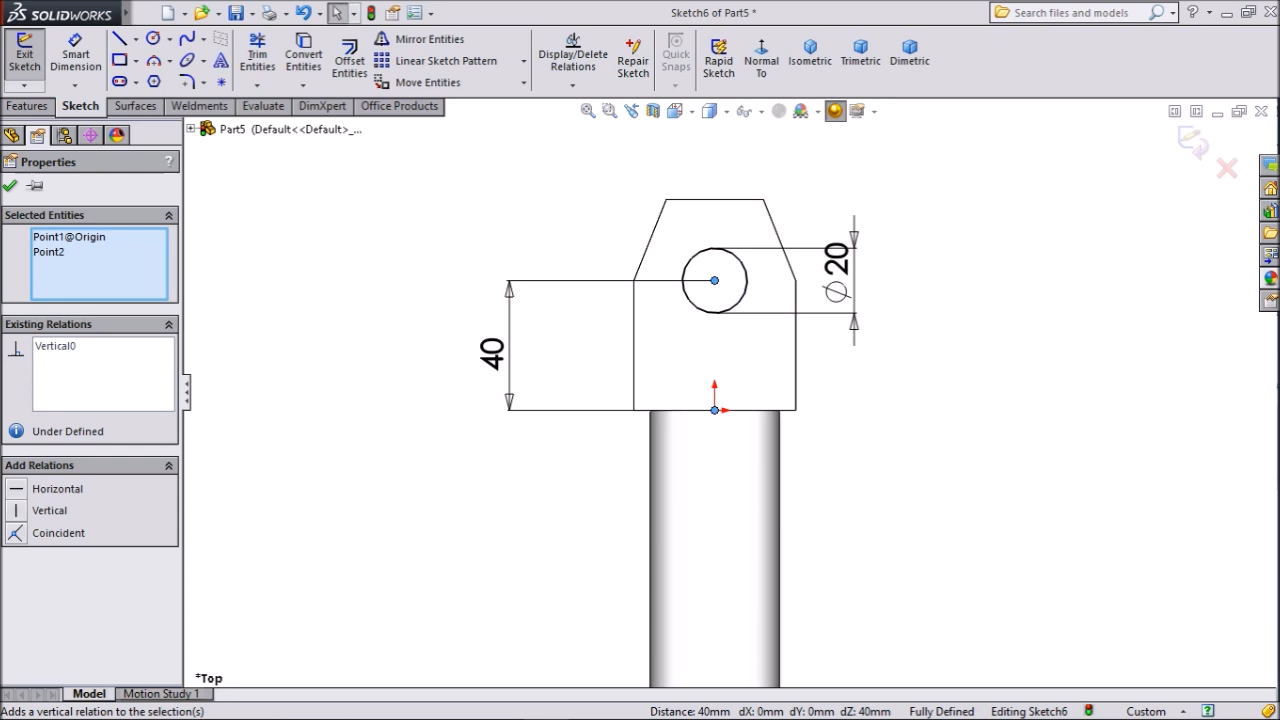 SOLIDWORKS
Sketch6 of Part5 *
Search files and models
Exit Sketch
Smart Dimension
Trim Entities
Convert Entities
Offset Entities
Mirror Entities
Linear Sketch Pattern
Move Entities
Display/Delete Relations
Repair Sketch
Quick Snaps
Rapid Sketch
Normal To
Isometric
Trimetric
Dimetric
Features
Sketch
Surfaces
Weldments
Evaluate
DimXpert
Office Products
Part5 (Default<<Default>_...
Properties
?
Selected Entities
Point1@Origin
Point2
Existing Relations
Vertical0
Under Defined
Add Relations
Horizontal
Vertical
Coincident
40
∅ 20
*Top
Model
Motion Study 1
Adds a vertical relation to the selection(s)
Distance: 40mm dX: 0mm dY: 0mm dZ: 40mm
Fully Defined
Editing Sketch6
Custom